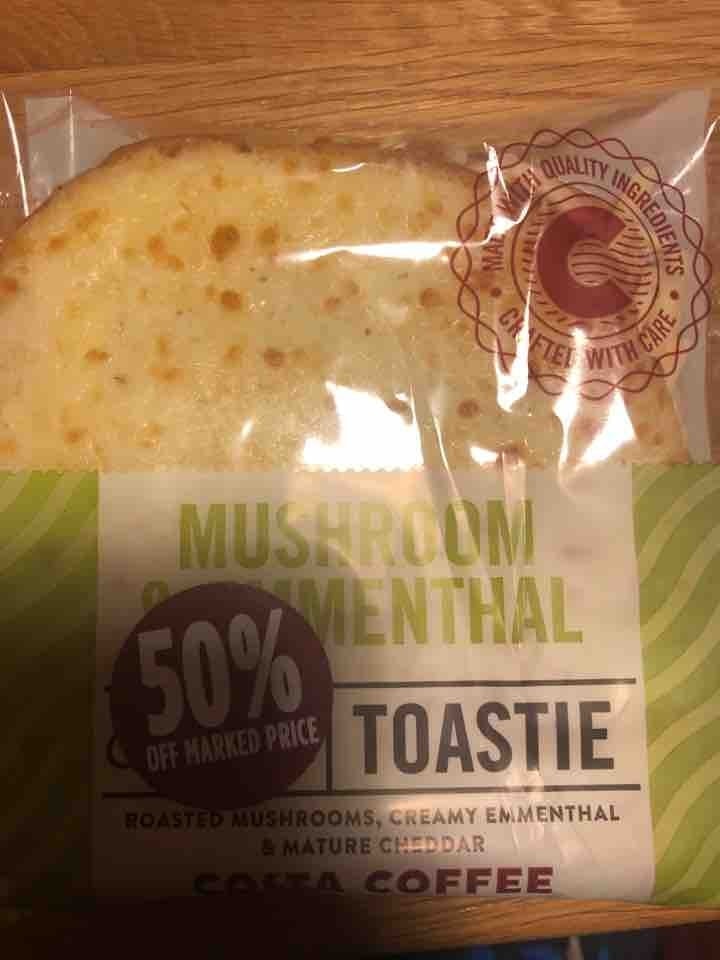 MADE WITH QUALITY INGREDIENTS
C
CRAFTED WITH CARE
MUSHROOM
& EMMENTHAL
50%
OFF MARKED PRICE
TOASTIE
ROASTED MUSHROOMS, CREAMY EMMENTHAL
& MATURE CHEDDAR
COSTA COFFEE